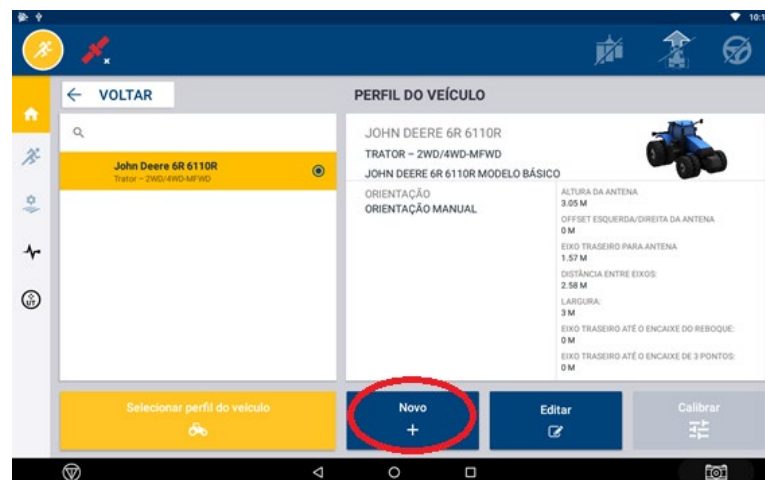 10:1
VOLTAR
PERFIL DO VEÍCULO
John Deere 6R 6110R
Trator – 2WD/4WD-MFWD
JOHN DEERE 6R 6110R
TRATOR – 2WD/4WD-MFWD
JOHN DEERE 6R 6110R MODELO BÁSICO
ORIENTAÇÃO
ORIENTAÇÃO MANUAL
ALTURA DA ANTENA
3.05 M
OFFSET ESQUERDA/DIREITA DA ANTENA
0 M
EIXO TRASEIRO PARA ANTENA
1.57 M
DISTÂNCIA ENTRE EIXOS:
2.58 M
LARGURA:
3 M
EIXO TRASEIRO ATÉ O ENCAIXE DO REBOQUE:
0 M
EIXO TRASEIRO ATÉ O ENCAIXE DE 3 PONTOS:
0 M
Selecionar perfil do veículo
Novo
Editar
Calibrar
UT